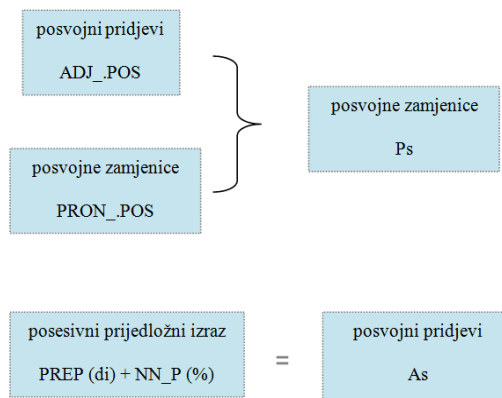 posvojni pridjevi
ADJ_.POS
posvojne zamjenice
PRON_.POS
posvojne zamjenice
Ps
posesivni prijedložni izraz
PREP (di) + NN_P (%)
=
posvojni pridjevi
As